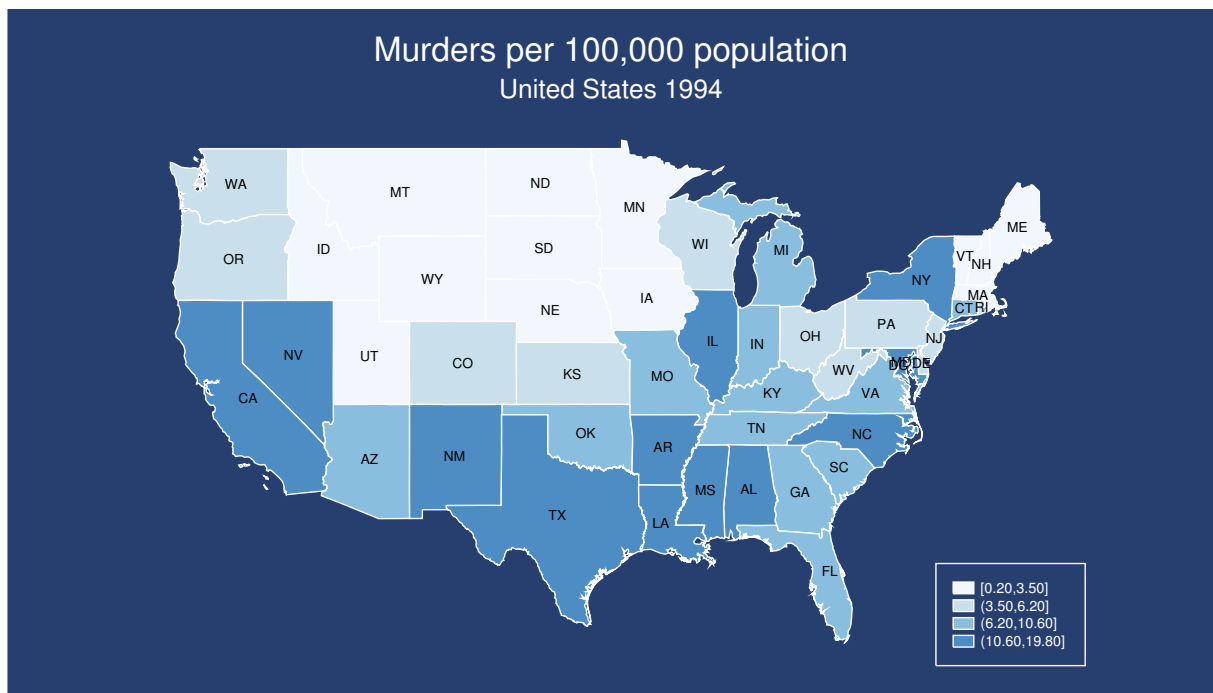 Murders per 100,000 population
United States 1994
WA
MT
ND
MN
ME
OR
ID
SD
WI
MI
VT
NH
WY
NY
NE
IA
MA
CT
RI
NV
UT
CO
KS
MO
IL
IN
OH
PA
NJ
CA
WV
DE
KY
VA
AZ
NM
OK
AR
TN
NC
TX
LA
MS
AL
GA
SC
FL
[0.20,3.50]
(3.50,6.20]
(6.20,10.60]
(10.60,19.80]